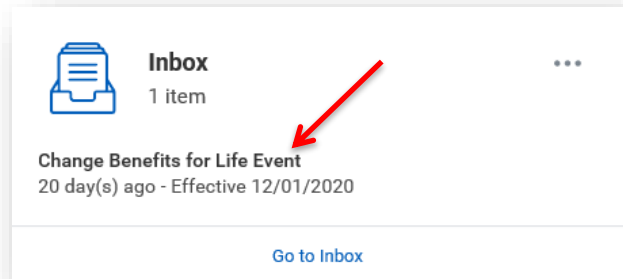 Inbox
1 item
Change Benefits for Life Event
20 day(s) ago - Effective 12/01/2020
Go to Inbox